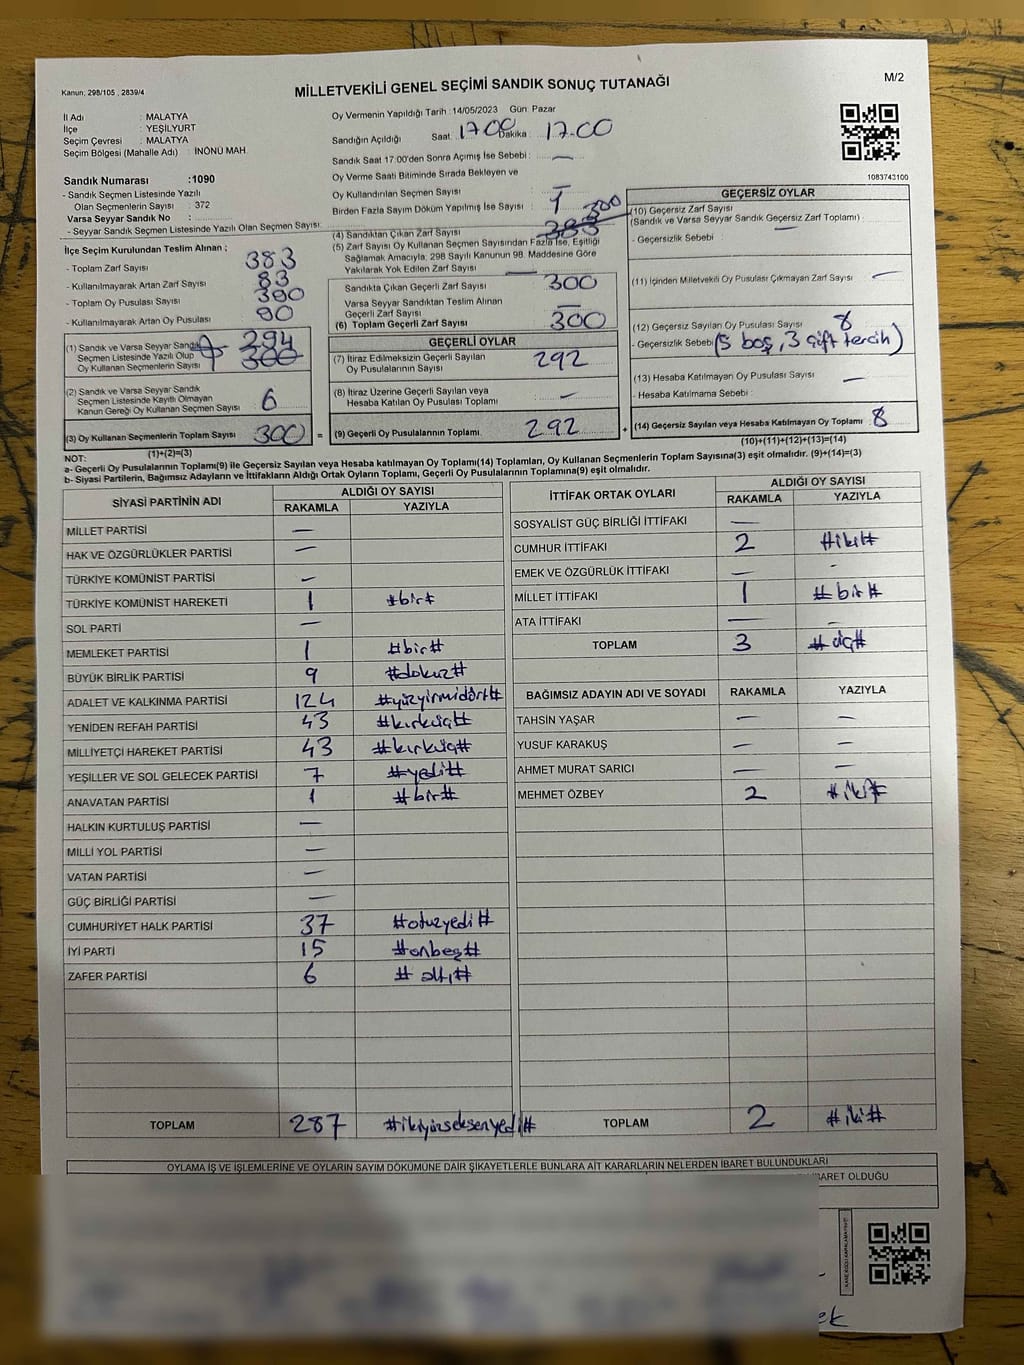 Kanun, 298/105 , 2839/4
MİLLETVEKİLİ GENEL SEÇİMİ SANDIK SONUÇ TUTANAĞI
M/2
İl Adı : MALATYA
İlçe : YEŞİLYURT
Seçim Çevresi : MALATYA
Seçim Bölgesi (Mahalle Adı) : İNÖNÜ MAH.
Sandık Numarası :1090
- Sandık Seçmen Listesinde Yazılı
Olan Seçmenlerin Sayısı : 372
Varsa Seyyar Sandık No :
- Seyyar Sandık Seçmen Listesinde Yazılı Olan Seçmen Sayısı
İlçe Seçim Kurulundan Teslim Alınan ;
- Toplam Zarf Sayısı 383
- Kullanılmayarak Artan Zarf Sayısı 83
- Toplam Oy Pusulası Sayısı 390
- Kullanılmayarak Artan Oy Pusulası 90
(1) Sandık ve Varsa Seyyar Sandık 294
Seçmen Listesinde Yazılı Olup 300
Oy Kullanan Seçmenlerin Sayısı
(2) Sandık ve Varsa Seyyar Sandık
Seçmen Listesinde Kayıtlı Olmayan
Kanun Gereği Oy Kullanan Seçmen Sayısı 6
(3) Oy Kullanan Seçmenlerin Toplam Sayısı 300 =
(1)+(2)=(3)
Oy Vermenin Yapıldığı Tarih : 14/05/2023 Gün: Pazar
Sandığın Açıldığı Saat: 17.00 Dakika : 17.00
Sandık Saat 17:00'den Sonra Açımış İse Sebebi : —
Oy Verme Saati Bitiminde Sırada Bekleyen ve
Oy Kullandırılan Seçmen Sayısı —
Birden Fazla Sayım Döküm Yapılmış İse Sayısı : 1
(4) Sandıktan Çıkan Zarf Sayısı 383 300
(5) Zarf Sayısı Oy Kullanan Seçmen Sayısından Fazla İse, Eşitliği
Sağlamak Amacıyla, 298 Sayılı Kanunun 98. Maddesine Göre
Yakılarak Yok Edilen Zarf Sayısı —
Sandıkta Çıkan Geçerli Zarf Sayısı 300
Varsa Seyyar Sandıktan Teslim Alınan
Geçerli Zarf Sayısı —
(6) Toplam Geçerli Zarf Sayısı 300
GEÇERLİ OYLAR
(7) İtiraz Edilmeksizin Geçerli Sayılan
Oy Pusulalarının Sayısı 292
(8) İtiraz Üzerine Geçerli Sayılan veya
Hesaba Katılan Oy Pusulası Toplamı —
(9) Geçerli Oy Pusulalarının Toplamı 292 +
1083743100
GEÇERSİZ OYLAR
(10) Geçersiz Zarf Sayısı
(Sandık ve Varsa Seyyar Sandık Geçersiz Zarf Toplamı) : —
- Geçersizlik Sebebi :
(11) İçinden Milletvekili Oy Pusulası Çıkmayan Zarf Sayısı —
(12) Geçersiz Sayılan Oy Pusulası Sayısı 8
- Geçersizlik Sebebi (5 boş, 3 çift tercih)
(13) Hesaba Katılmayan Oy Pusulası Sayısı —
- Hesaba Katılmama Sebebi :
(14) Geçersiz Sayılan veya Hesaba Katılmayan Oy Toplamı 8
(10)+(11)+(12)+(13)=(14)
NOT:
a- Geçerli Oy Pusulalarının Toplamı(9) ile Geçersiz Sayılan veya Hesaba katılmayan Oy Toplamı(14) Toplamları, Oy Kullanan Seçmenlerin Toplam Sayısına(3) eşit olmalıdır. (9)+(14)=(3)
b- Siyasi Partilerin, Bağımsız Adayların ve İttifakların Aldığı Ortak Oyların Toplamı, Geçerli Oy Pusulalarının Toplamına(9) eşit olmalıdır.
SİYASİ PARTİNİN ADI ALDIĞI OY SAYISI
RAKAMLA YAZIYLA
MİLLET PARTİSİ —
HAK VE ÖZGÜRLÜKLER PARTİSİ —
TÜRKİYE KOMÜNİST PARTİSİ —
TÜRKİYE KOMÜNİST HAREKETİ 1 #bir#
SOL PARTİ —
MEMLEKET PARTİSİ 1 #bir#
BÜYÜK BİRLİK PARTİSİ 9 #dokuz#
ADALET VE KALKINMA PARTİSİ 124 #yüzyirmidört#
YENİDEN REFAH PARTİSİ 43 #kırküç#
MİLLİYETÇİ HAREKET PARTİSİ 43 #kırküç#
YEŞİLLER VE SOL GELECEK PARTİSİ 7 #yedi#
ANAVATAN PARTİSİ 1 #bir#
HALKIN KURTULUŞ PARTİSİ —
MİLLİ YOL PARTİSİ —
VATAN PARTİSİ —
GÜÇ BİRLİĞİ PARTİSİ —
CUMHURİYET HALK PARTİSİ 37 #otuzyedi#
İYİ PARTİ 15 #onbeş#
ZAFER PARTİSİ 6 #altı#
TOPLAM 287 #ikiyüzseksenyedi#
İTTİFAK ORTAK OYLARI ALDIĞI OY SAYISI
RAKAMLA YAZIYLA
SOSYALİST GÜÇ BİRLİĞİ İTTİFAKI —
CUMHUR İTTİFAKI 2 #iki#
EMEK VE ÖZGÜRLÜK İTTİFAKI — -
MİLLET İTTİFAKI 1 #bir#
ATA İTTİFAKI — -
TOPLAM 3 #üç#
BAĞIMSIZ ADAYIN ADI VE SOYADI RAKAMLA YAZIYLA
TAHSİN YAŞAR — —
YUSUF KARAKUŞ — —
AHMET MURAT SARICI — —
MEHMET ÖZBEY 2 #iki#
TOPLAM 2 #iki#
OYLAMA İŞ VE İŞLEMLERİNE VE OYLARIN SAYIM DÖKÜMÜNE DAİR ŞİKAYETLERLE BUNLARA AİT KARARLARIN NELERDEN İBARET BULUNDUKLARI
İBARET OLDUĞU